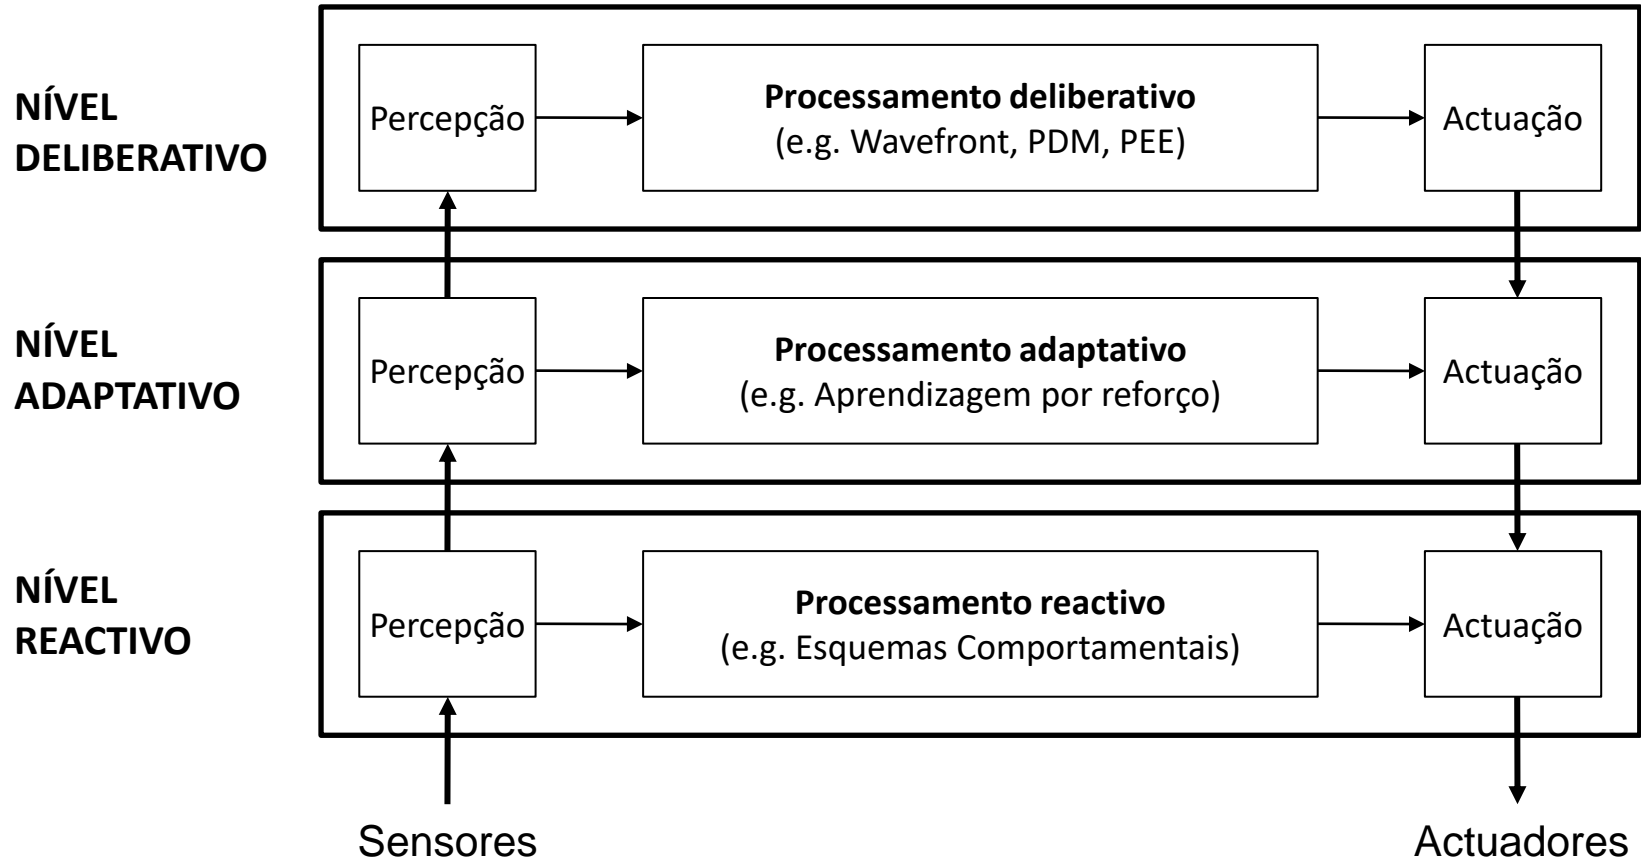 NÍVEL
DELIBERATIVO
Percepção
Processamento deliberativo
(e.g. Wavefront, PDM, PEE)
Actuação
NÍVEL
ADAPTATIVO
Percepção
Processamento adaptativo
(e.g. Aprendizagem por reforço)
Actuação
NÍVEL
REACTIVO
Percepção
Processamento reactivo
(e.g. Esquemas Comportamentais)
Actuação
Sensores
Actuadores